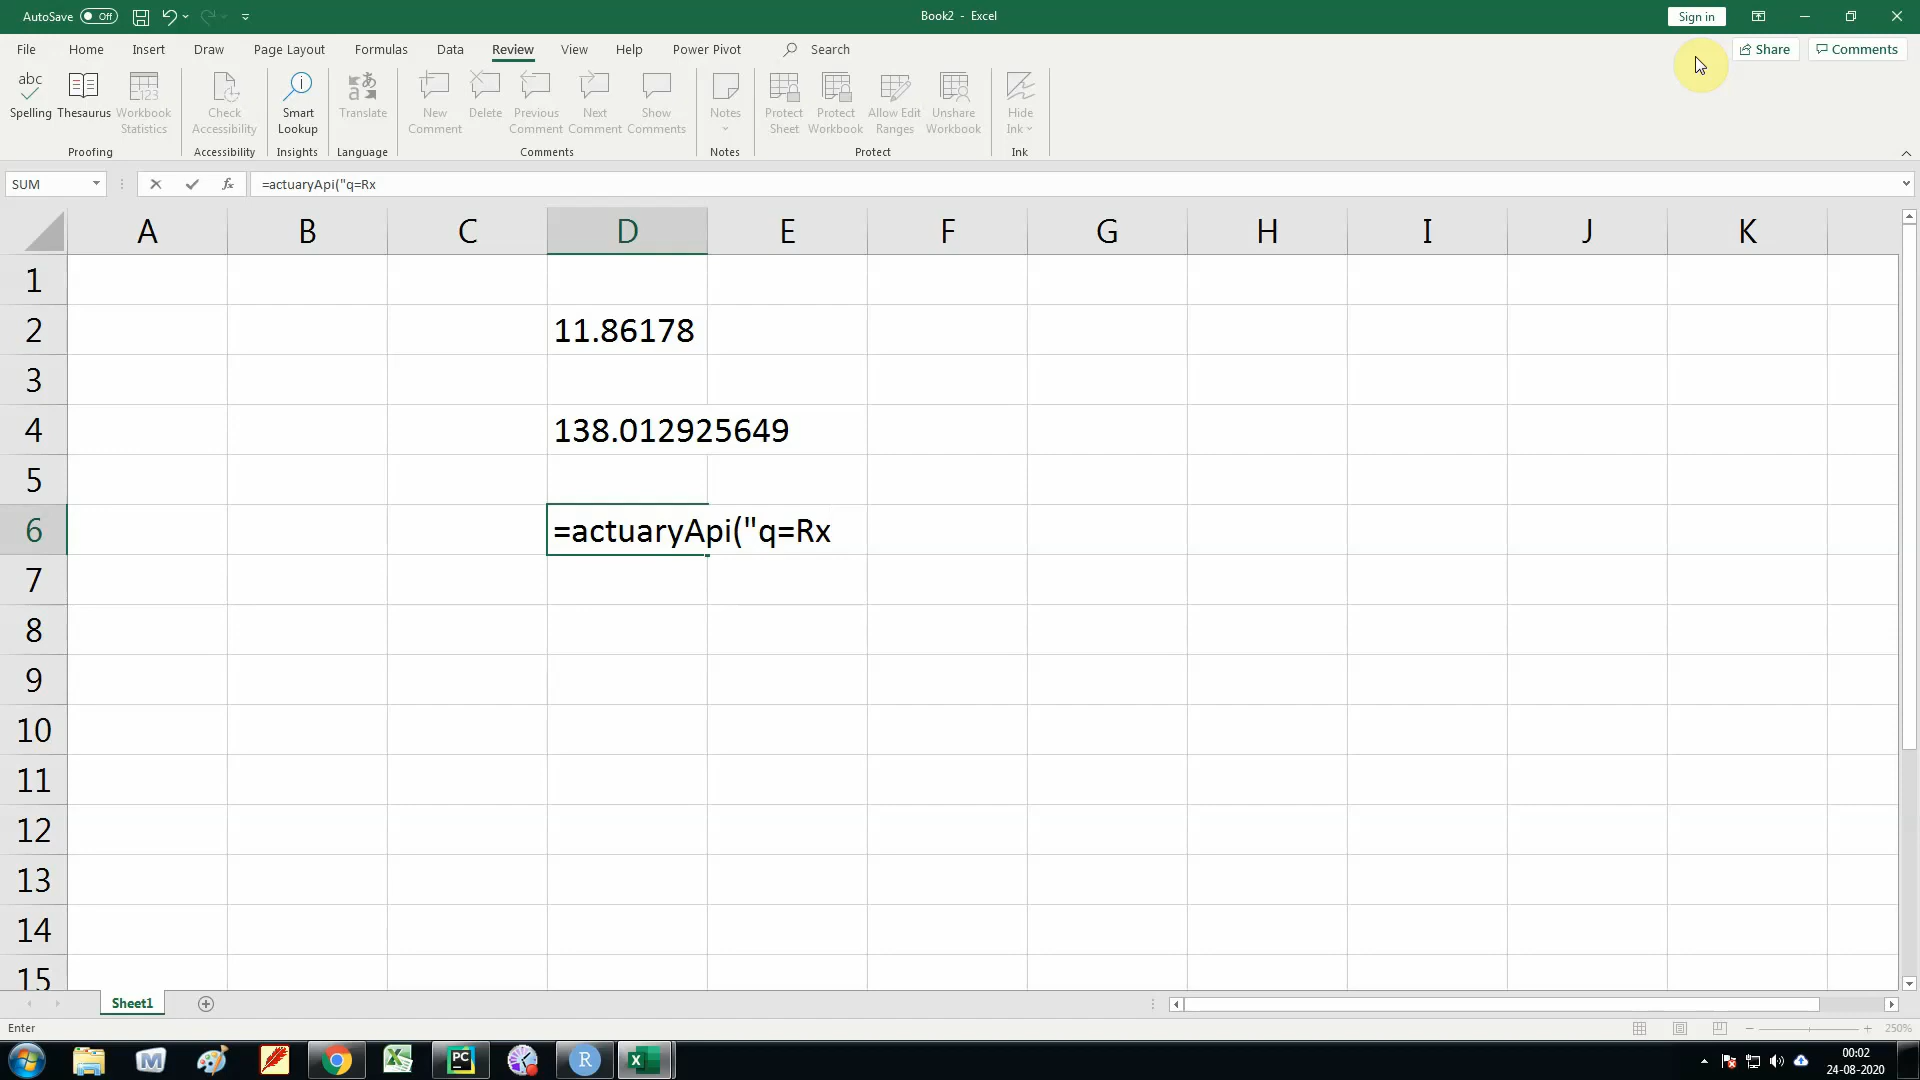 AutoSave Off
Book2 - Excel
Sign in
File Home Insert Draw Page Layout Formulas Data Review View Help Power Pivot Search Share Comments
abc
Spelling
Thesaurus
123
Workbook Statistics
Proofing
Check Accessibility
Accessibility
Smart Lookup
Insights
Translate
Language
New Comment
Delete
Previous Comment
Next Comment
Show Comments
Comments
Notes
Notes
Protect Sheet
Protect Workbook
Allow Edit Ranges
Unshare Workbook
Protect
Hide Ink
Ink
SUM fx =actuaryApi("q=Rx
A B C D E F G H I J K
1
2 11.86178
3
4 138.012925649
5
6 =actuaryApi("q=Rx
7
8
9
10
11
12
13
14
15
Sheet1
Enter
250%
PC
R
X
00:02
24-08-2020